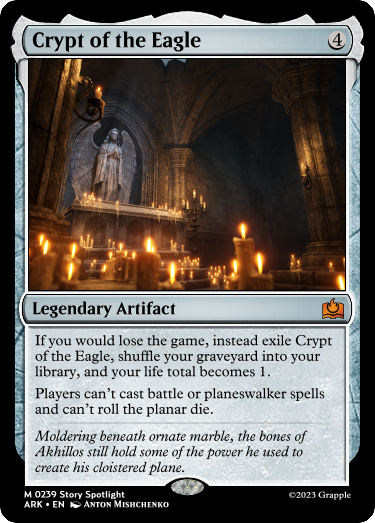 Crypt of the Eagle 4
Legendary Artifact
If you would lose the game, instead exile Crypt
of the Eagle, shuffle your graveyard into your
library, and your life total becomes 1.
Players can't cast battle or planeswalker spells
and can't roll the planar die.
Moldering beneath ornate marble, the bones of
Akhillos still hold some of the power he used to
create his cloistered plane.
M 0239 Story Spotlight
ARK • EN Anton Mishchenko
©2023 Grapple